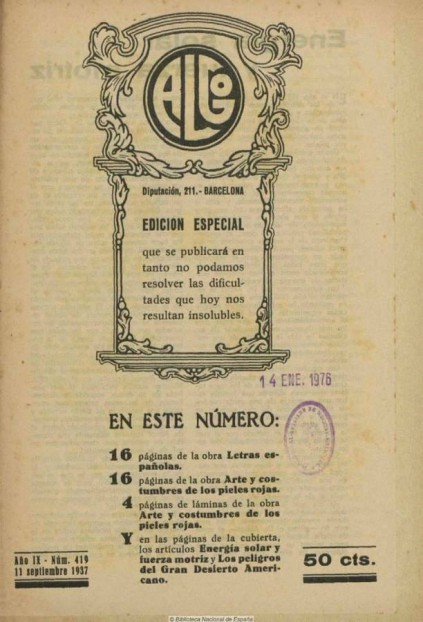 ALGO
Diputación, 211.- BARCELONA
EDICION ESPECIAL
que se publicará en
tanto no podamos
resolver las dificul-
tades que hoy nos
resultan insolubles.
14 ENE. 1976
EN ESTE NÚMERO:
16 páginas de la obra Letras es-
pañolas.
16 páginas de la obra Arte y cos-
tumbres de los pieles rojas.
4 páginas de láminas de la obra
Arte y costumbres de los
pieles rojas.
Y en las páginas de la cubierta,
los artículos Energía solar y
fuerza motriz y Los peligros
del Gran Desierto Ameri-
cano.
Año IX - Núm. 419
11 septiembre 1937
50 cts.
© Biblioteca Nacional de España